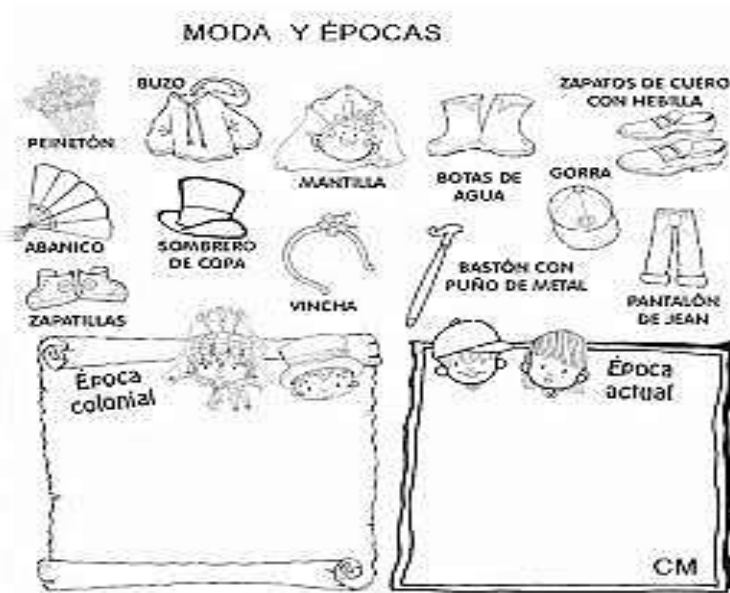 MODA Y ÉPOCAS
PEINETÓN
BUZO
MANTILLA
BOTAS DE
AGUA
ZAPATOS DE CUERO
CON HEBILLA
GORRA
ABANICO
SOMBRERO
DE COPA
VINCHA
BASTÓN CON
PUÑO DE METAL
PANTALÓN
DE JEAN
ZAPATILLAS
Época
colonial
Época
actual
CM